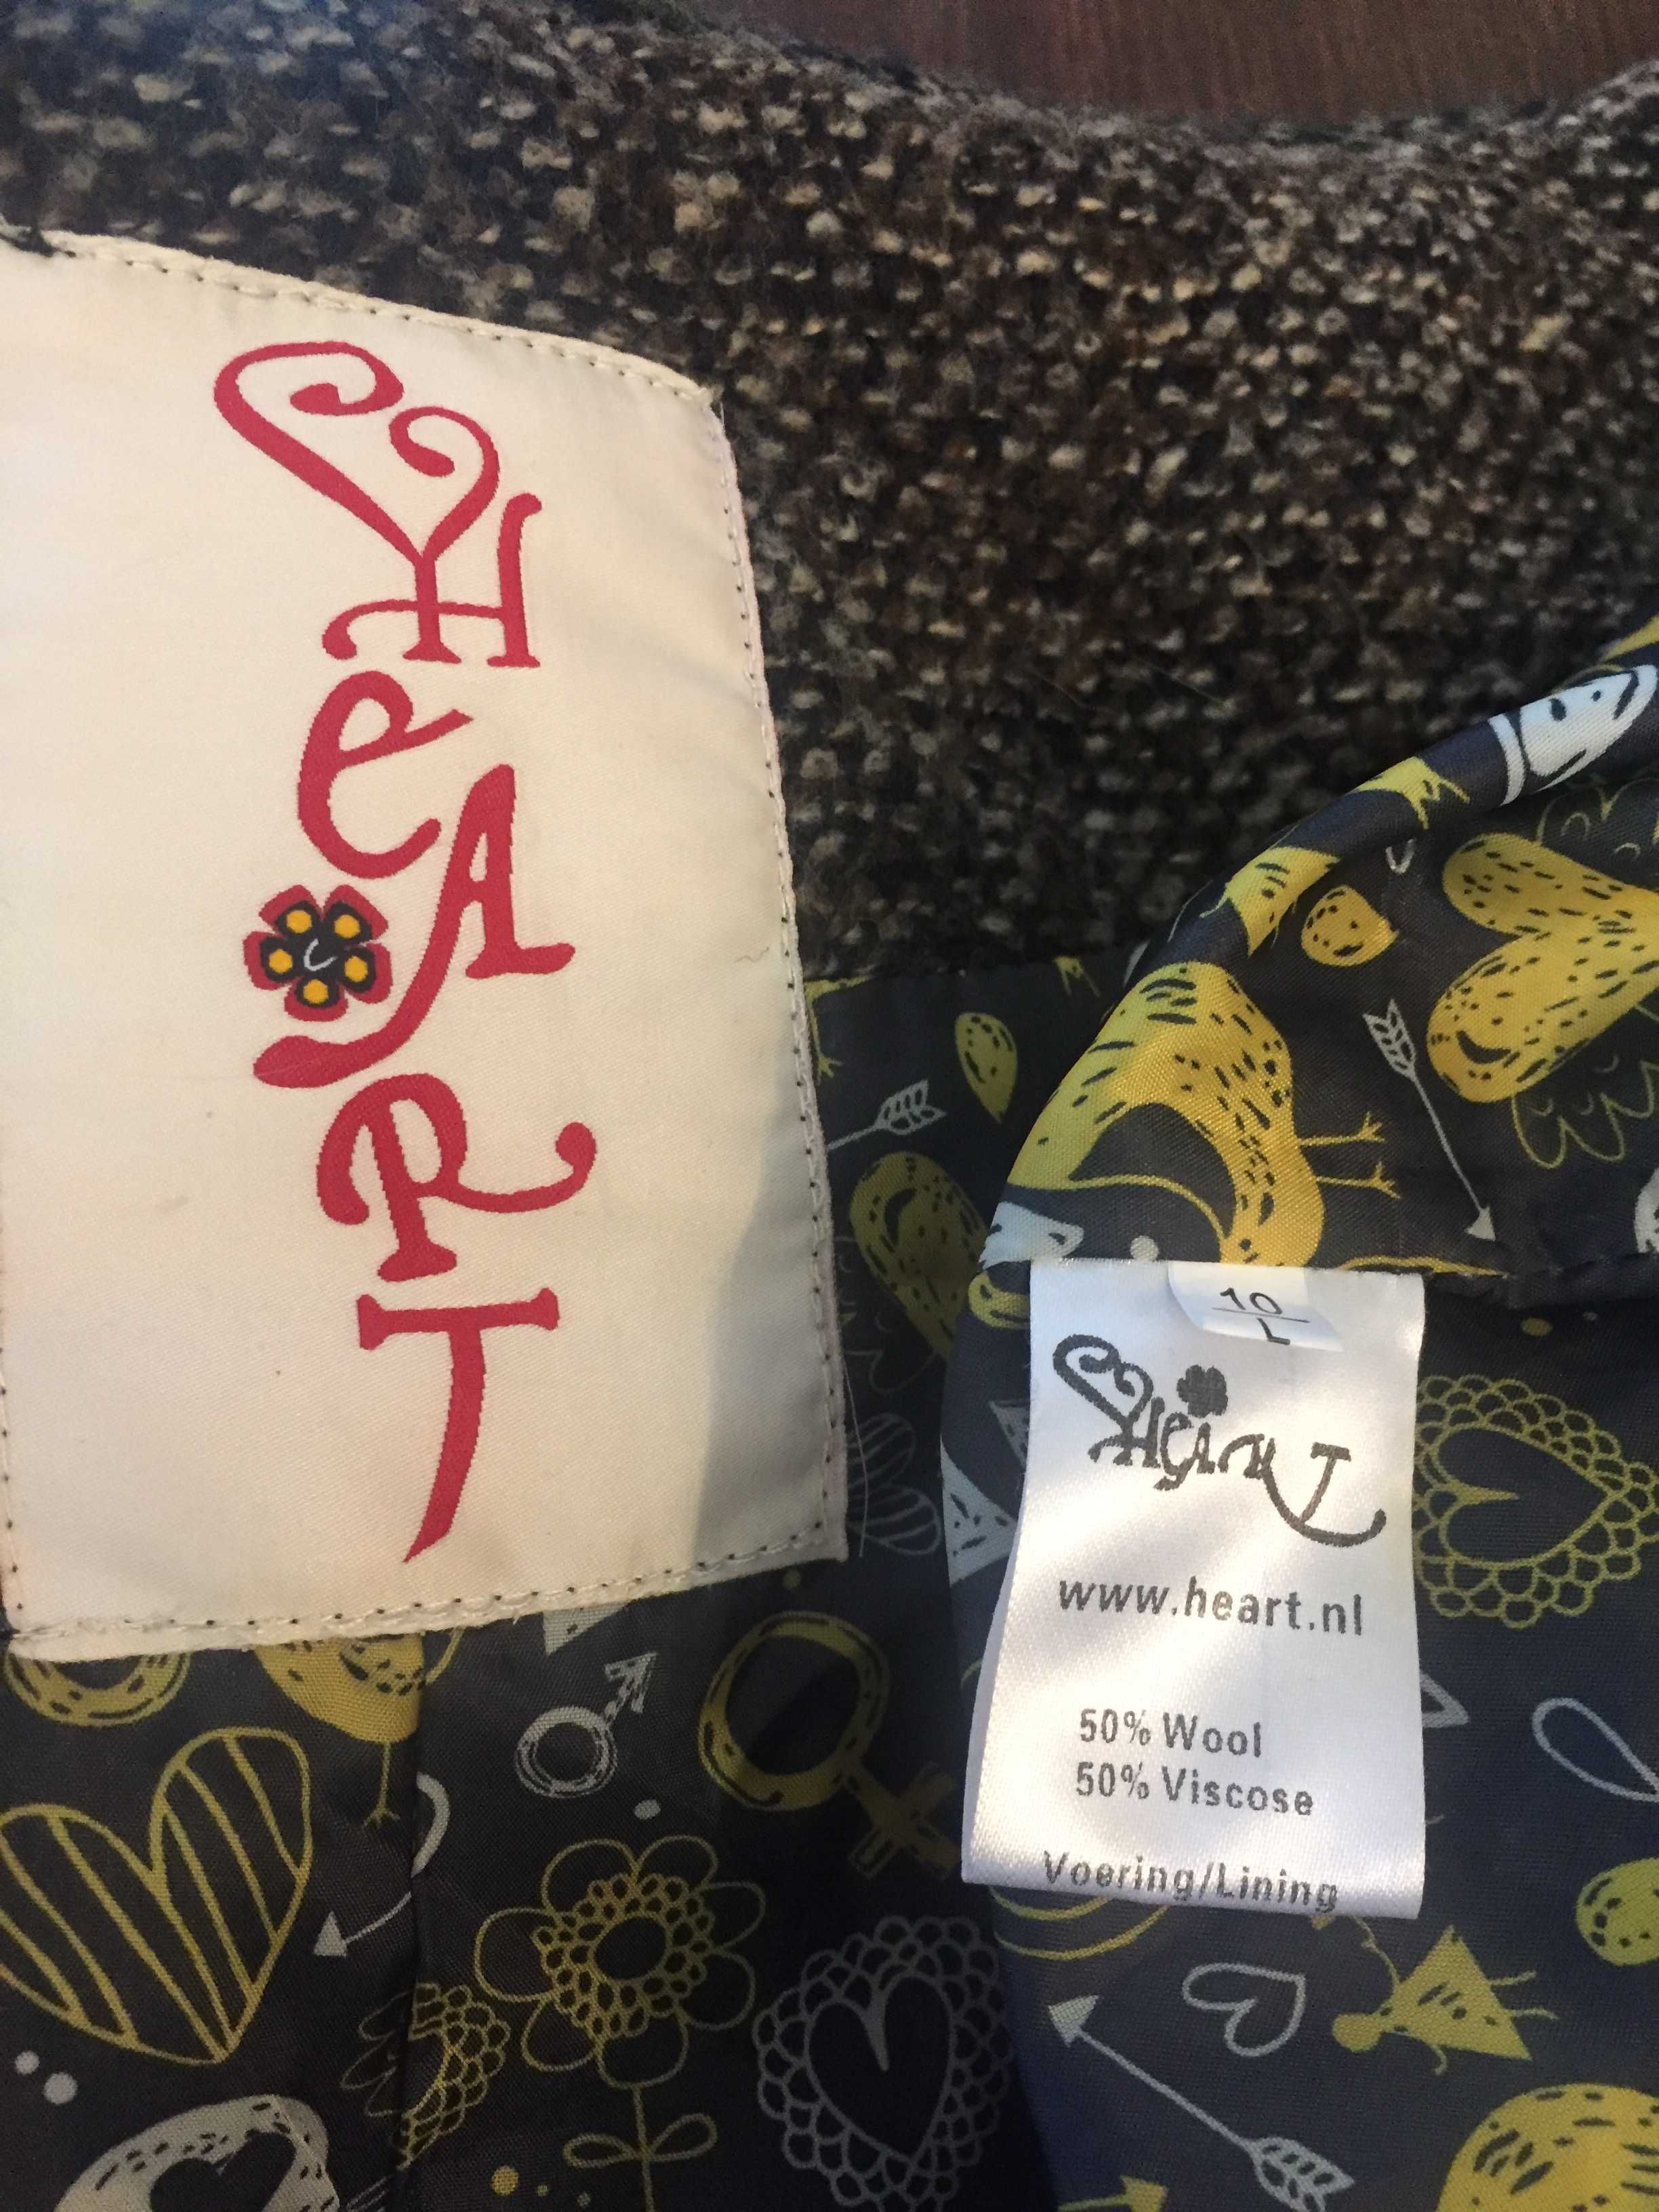 HeART
10
L
HeArT
www.heart.nl
50% Wool
50% Viscose
Voering/Lining